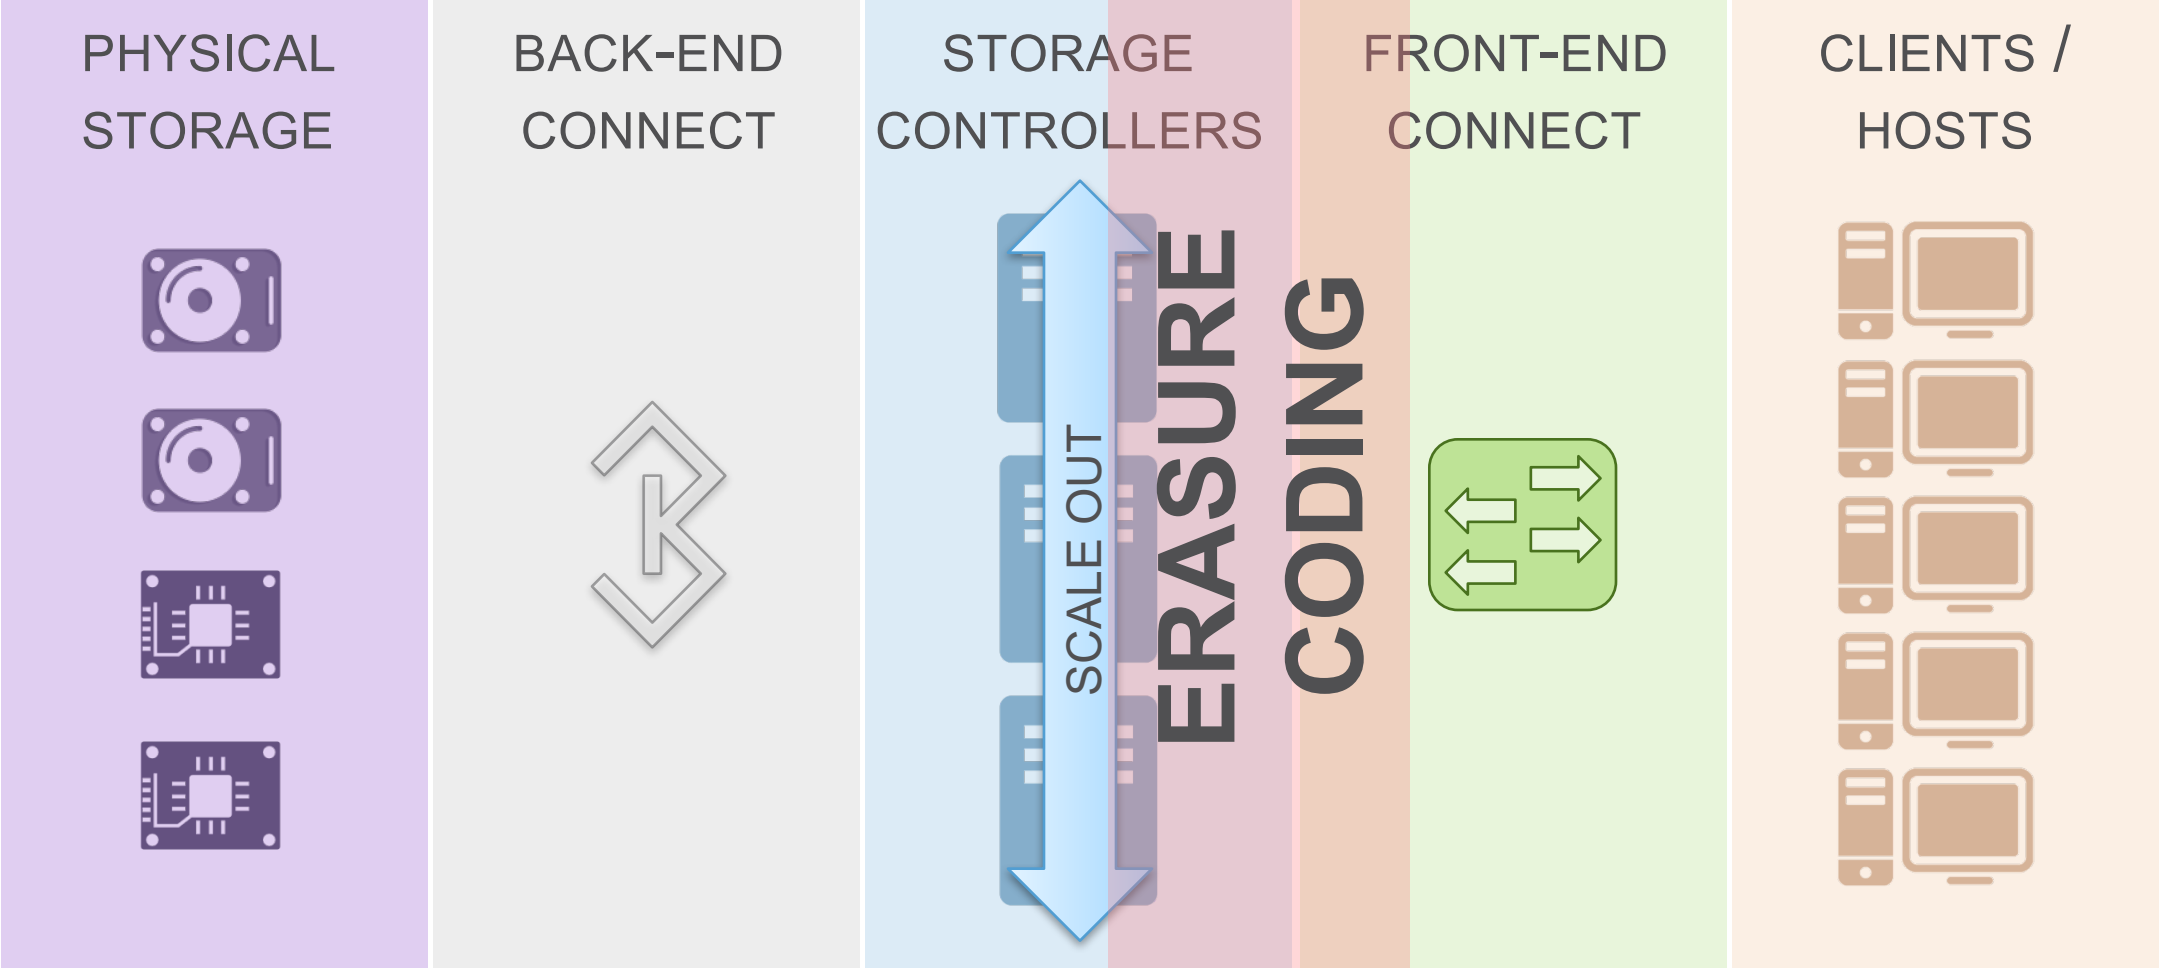 PHYSICAL
STORAGE
BACK-END
CONNECT
STORAGE
CONTROLLERS
FRONT-END
CONNECT
CLIENTS /
HOSTS
SCALE OUT
ERASURE
CODING